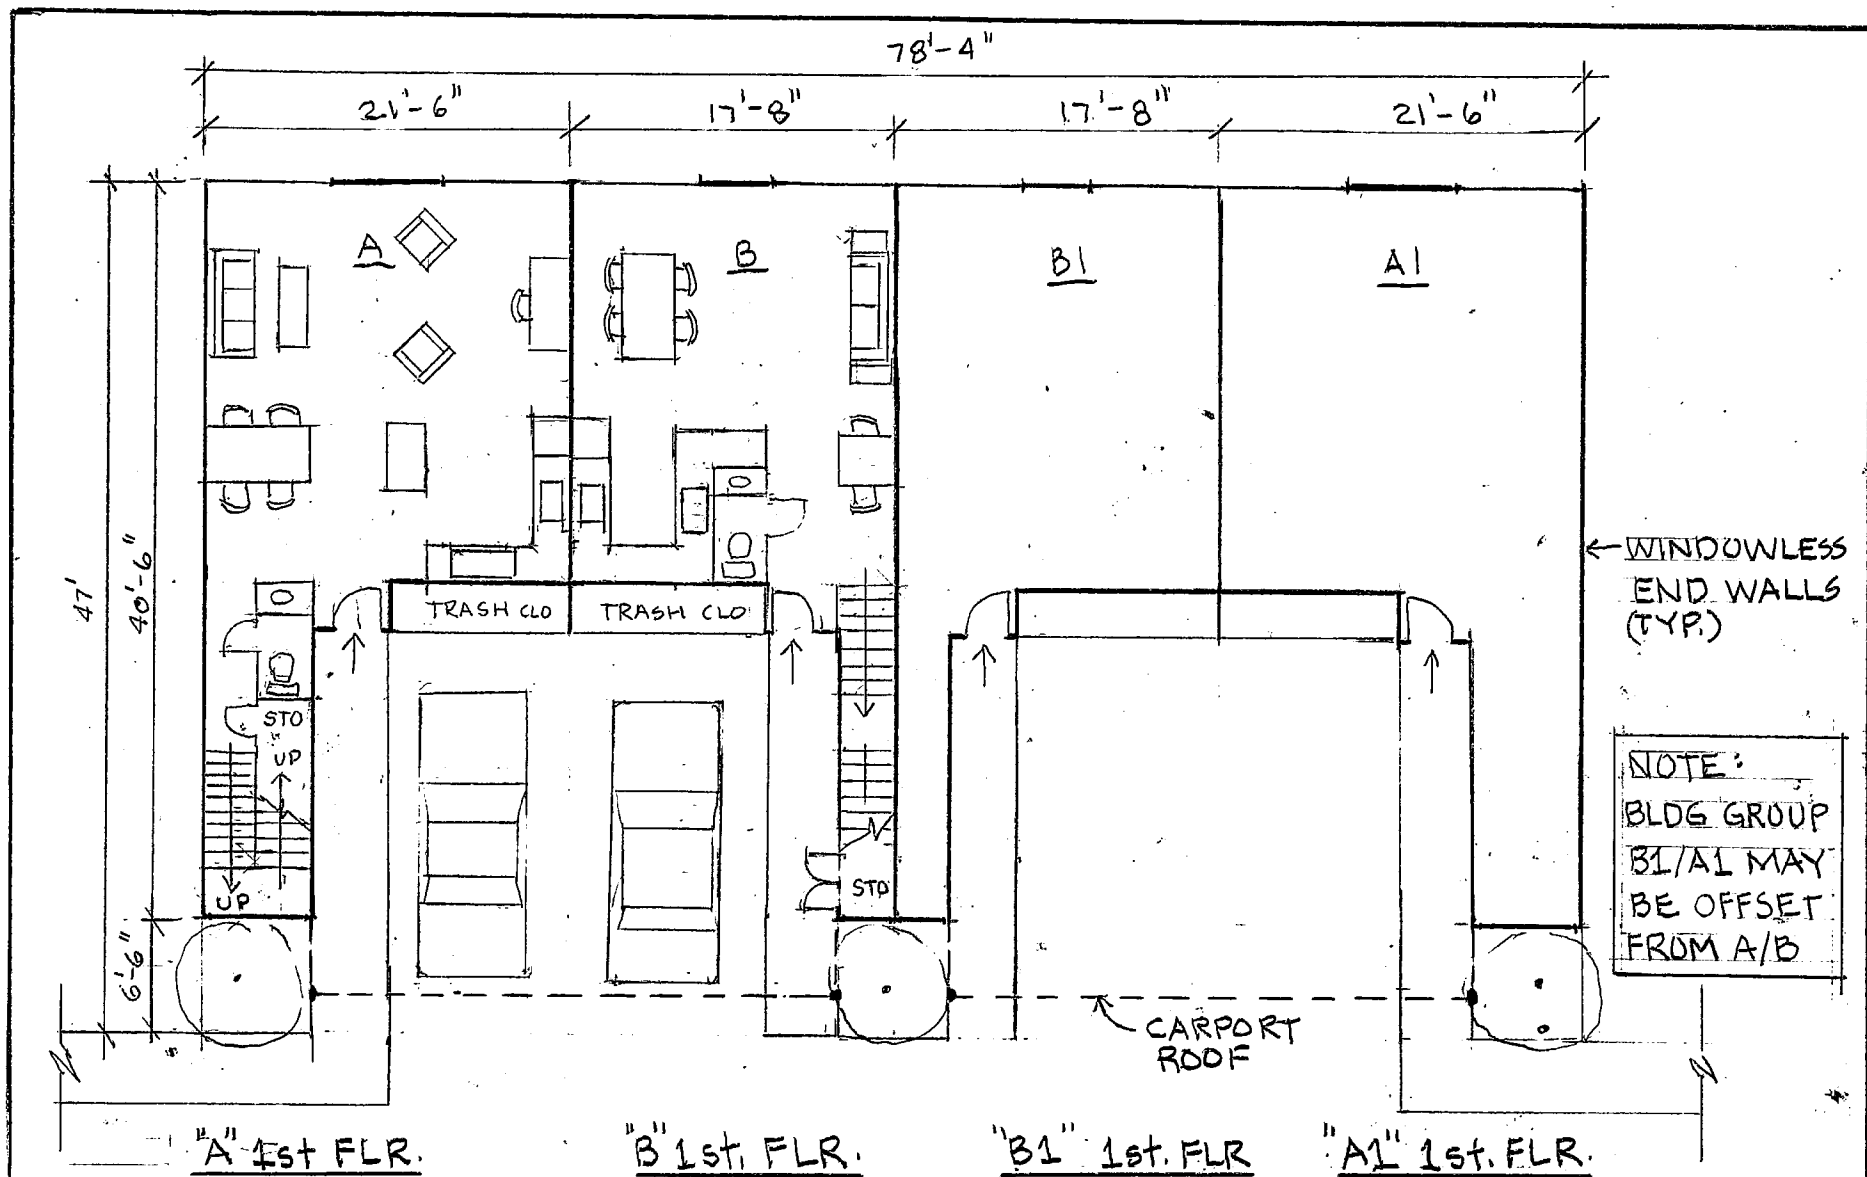 78'-4"
21'-6"
17'-8"
17'-8"
21'-6"
A
B
B1
A1
47'
40'-6"
6'-6"
TRASH CLO
TRASH CLO
STO
UP
UP
STO
WINDOWLESS
END WALLS
(TYP.)
NOTE:
BLDG GROUP
B1/A1 MAY
BE OFFSET
FROM A/B
CARPORT
ROOF
"A" 1st FLR.
"B" 1st. FLR.
"B1" 1st. FLR
"A1" 1st. FLR.